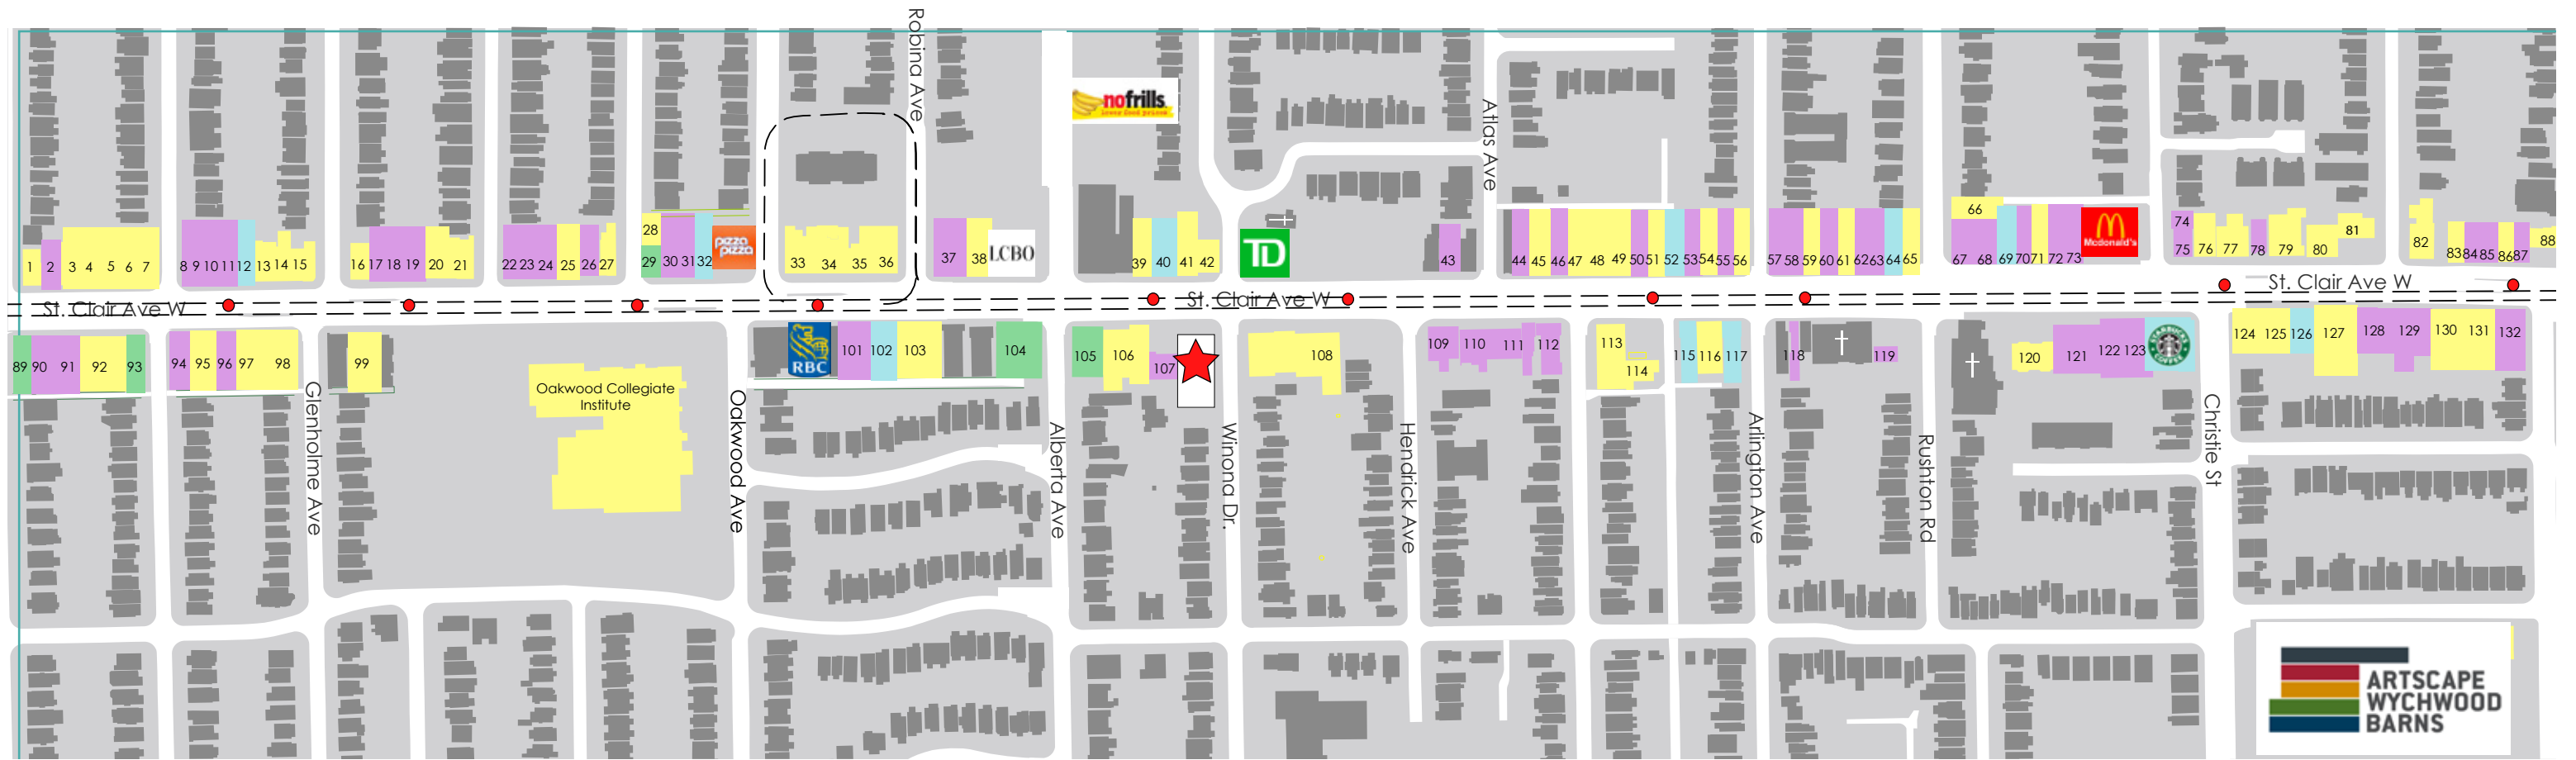 Robina Ave
nofrills
lower food prices
Atlas Ave
1 2 3 4 5 6 7
8 9 10 11 12 13 14 15
16 17 18 19 20 21
22 23 24 25 26 27
28
29 30 31 32
pizza
pizza
33 34 35 36
37 38 LCBO
39 40 41 42
TD
43
44 45 46 47 48 49 50 51 52 53 54 55 56
57 58 59 60 61 62 63 64 65
66
67 68 69 70 71 72 73
McDonald's
74
75 76 77 78 79 80 81
82 83 84 85 86 87 88
St. Clair Ave W
St. Clair Ave W
St. Clair Ave W
89 90 91 92 93
94 95 96 97 98
99
Glenholme Ave
Oakwood Collegiate
Institute
Oakwood Ave
RBC
101 102 103 104
Alberta Ave
105 106 107
Winona Dr.
108
Hendrick Ave
109 110 111 112
113
114
115 116 117
Arlington Ave
118 119
Rushton Rd
120 121 122 123
STARBUCKS COFFEE
Christie St
124 125 126 127 128 129 130 131 132
ARTSCAPE
WYCHWOOD
BARNS